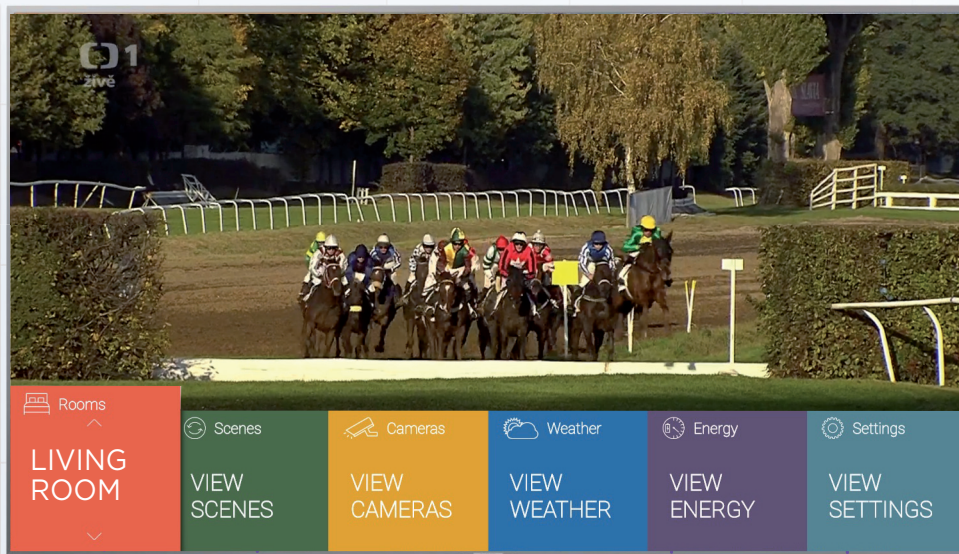 1
živě
Rooms
LIVING
ROOM
Scenes
VIEW
SCENES
Cameras
VIEW
CAMERAS
Weather
VIEW
WEATHER
Energy
VIEW
ENERGY
Settings
VIEW
SETTINGS